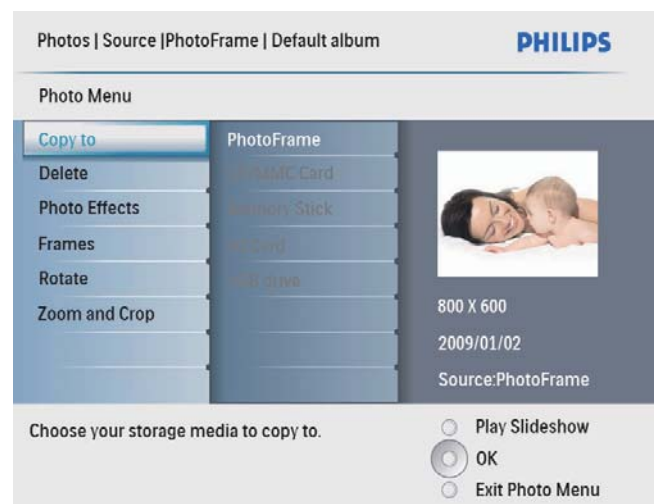 Photos | Source |PhotoFrame | Default album
PHILIPS
Photo Menu
Copy to
PhotoFrame
Delete
Card
Photo Effects
Stick
Frames
Rotate
Zoom and Crop
800 X 600
2009/01/02
Source:PhotoFrame
Choose your storage media to copy to.
Play Slideshow
OK
Exit Photo Menu